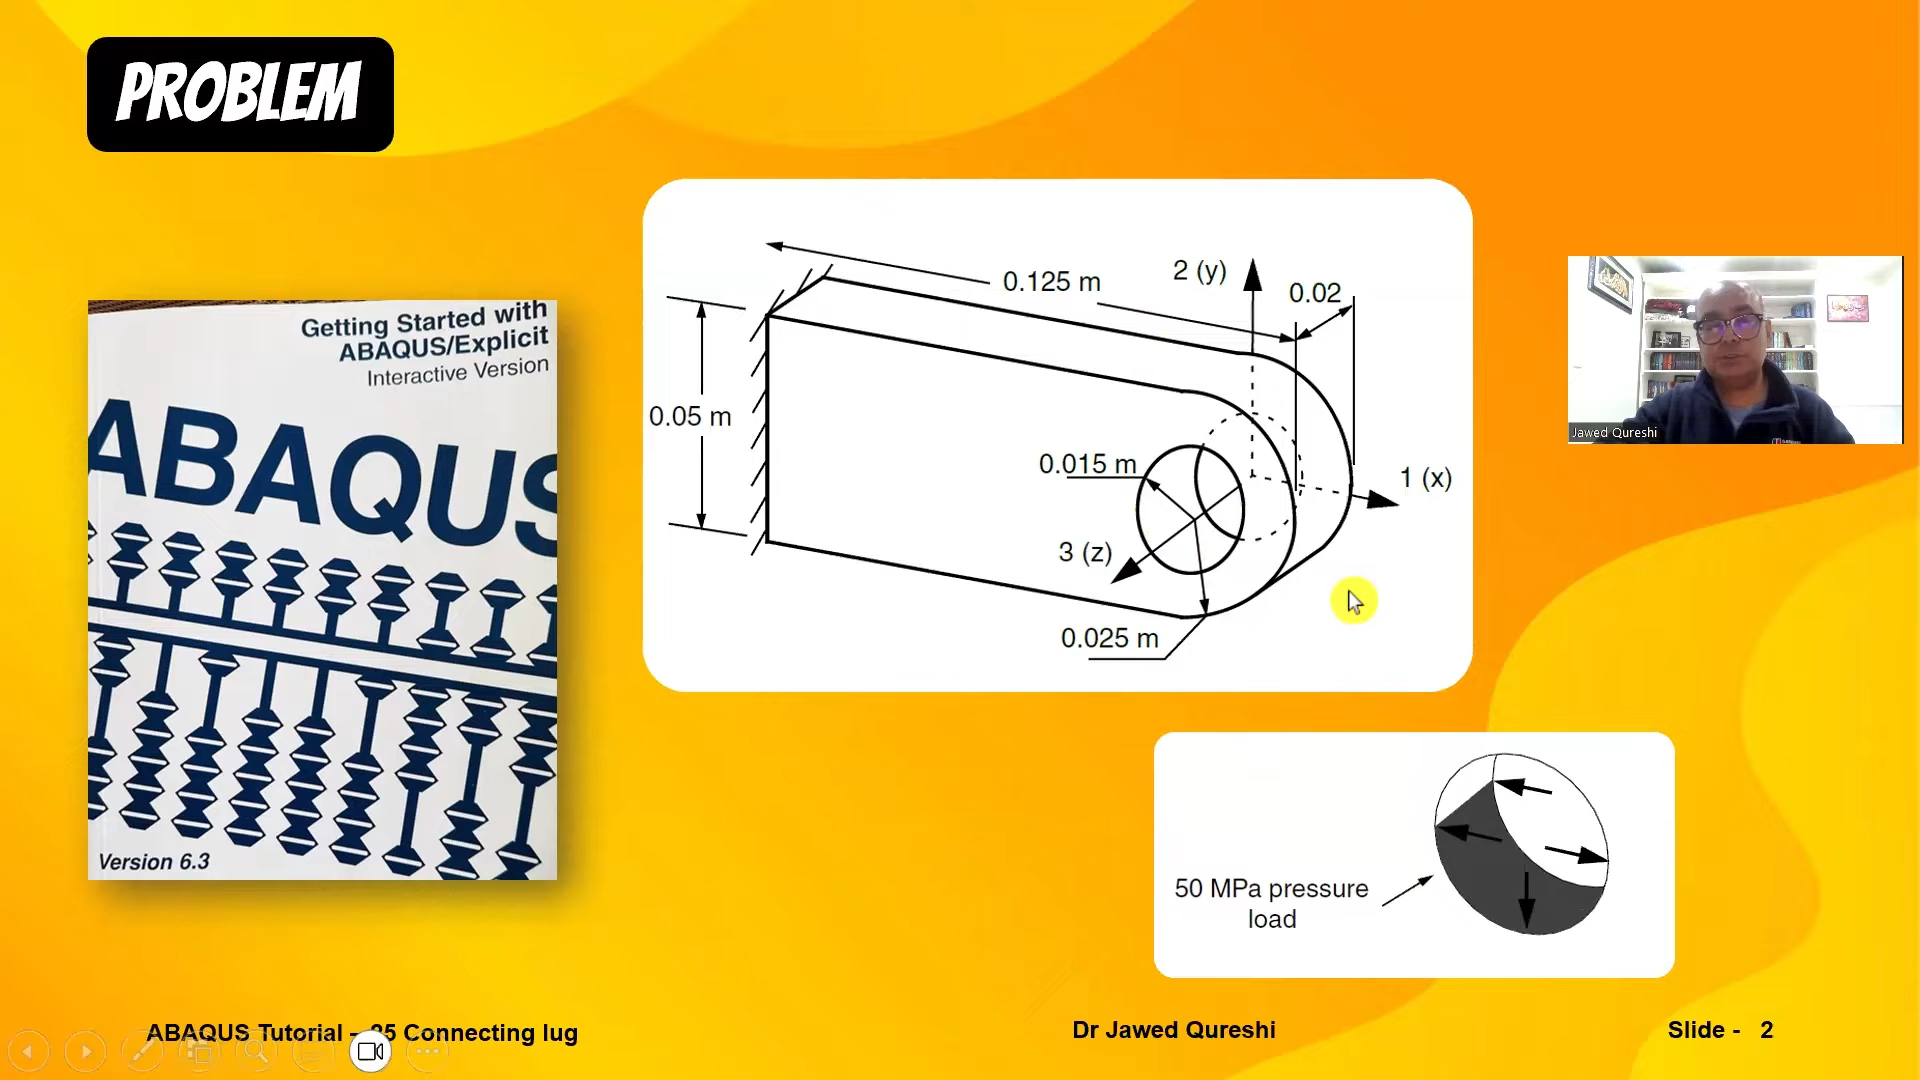 PROBLEM
Getting Started with
ABAQUS/Explicit
Interactive Version
ABAQUS
Version 6.3
0.125 m
2 (y)
0.02
0.05 m
0.015 m
1 (x)
3 (z)
0.025 m
Jawed Qureshi
50 MPa pressure
load
ABAQUS Tutorial – 05 Connecting lug
Dr Jawed Qureshi
Slide - 2